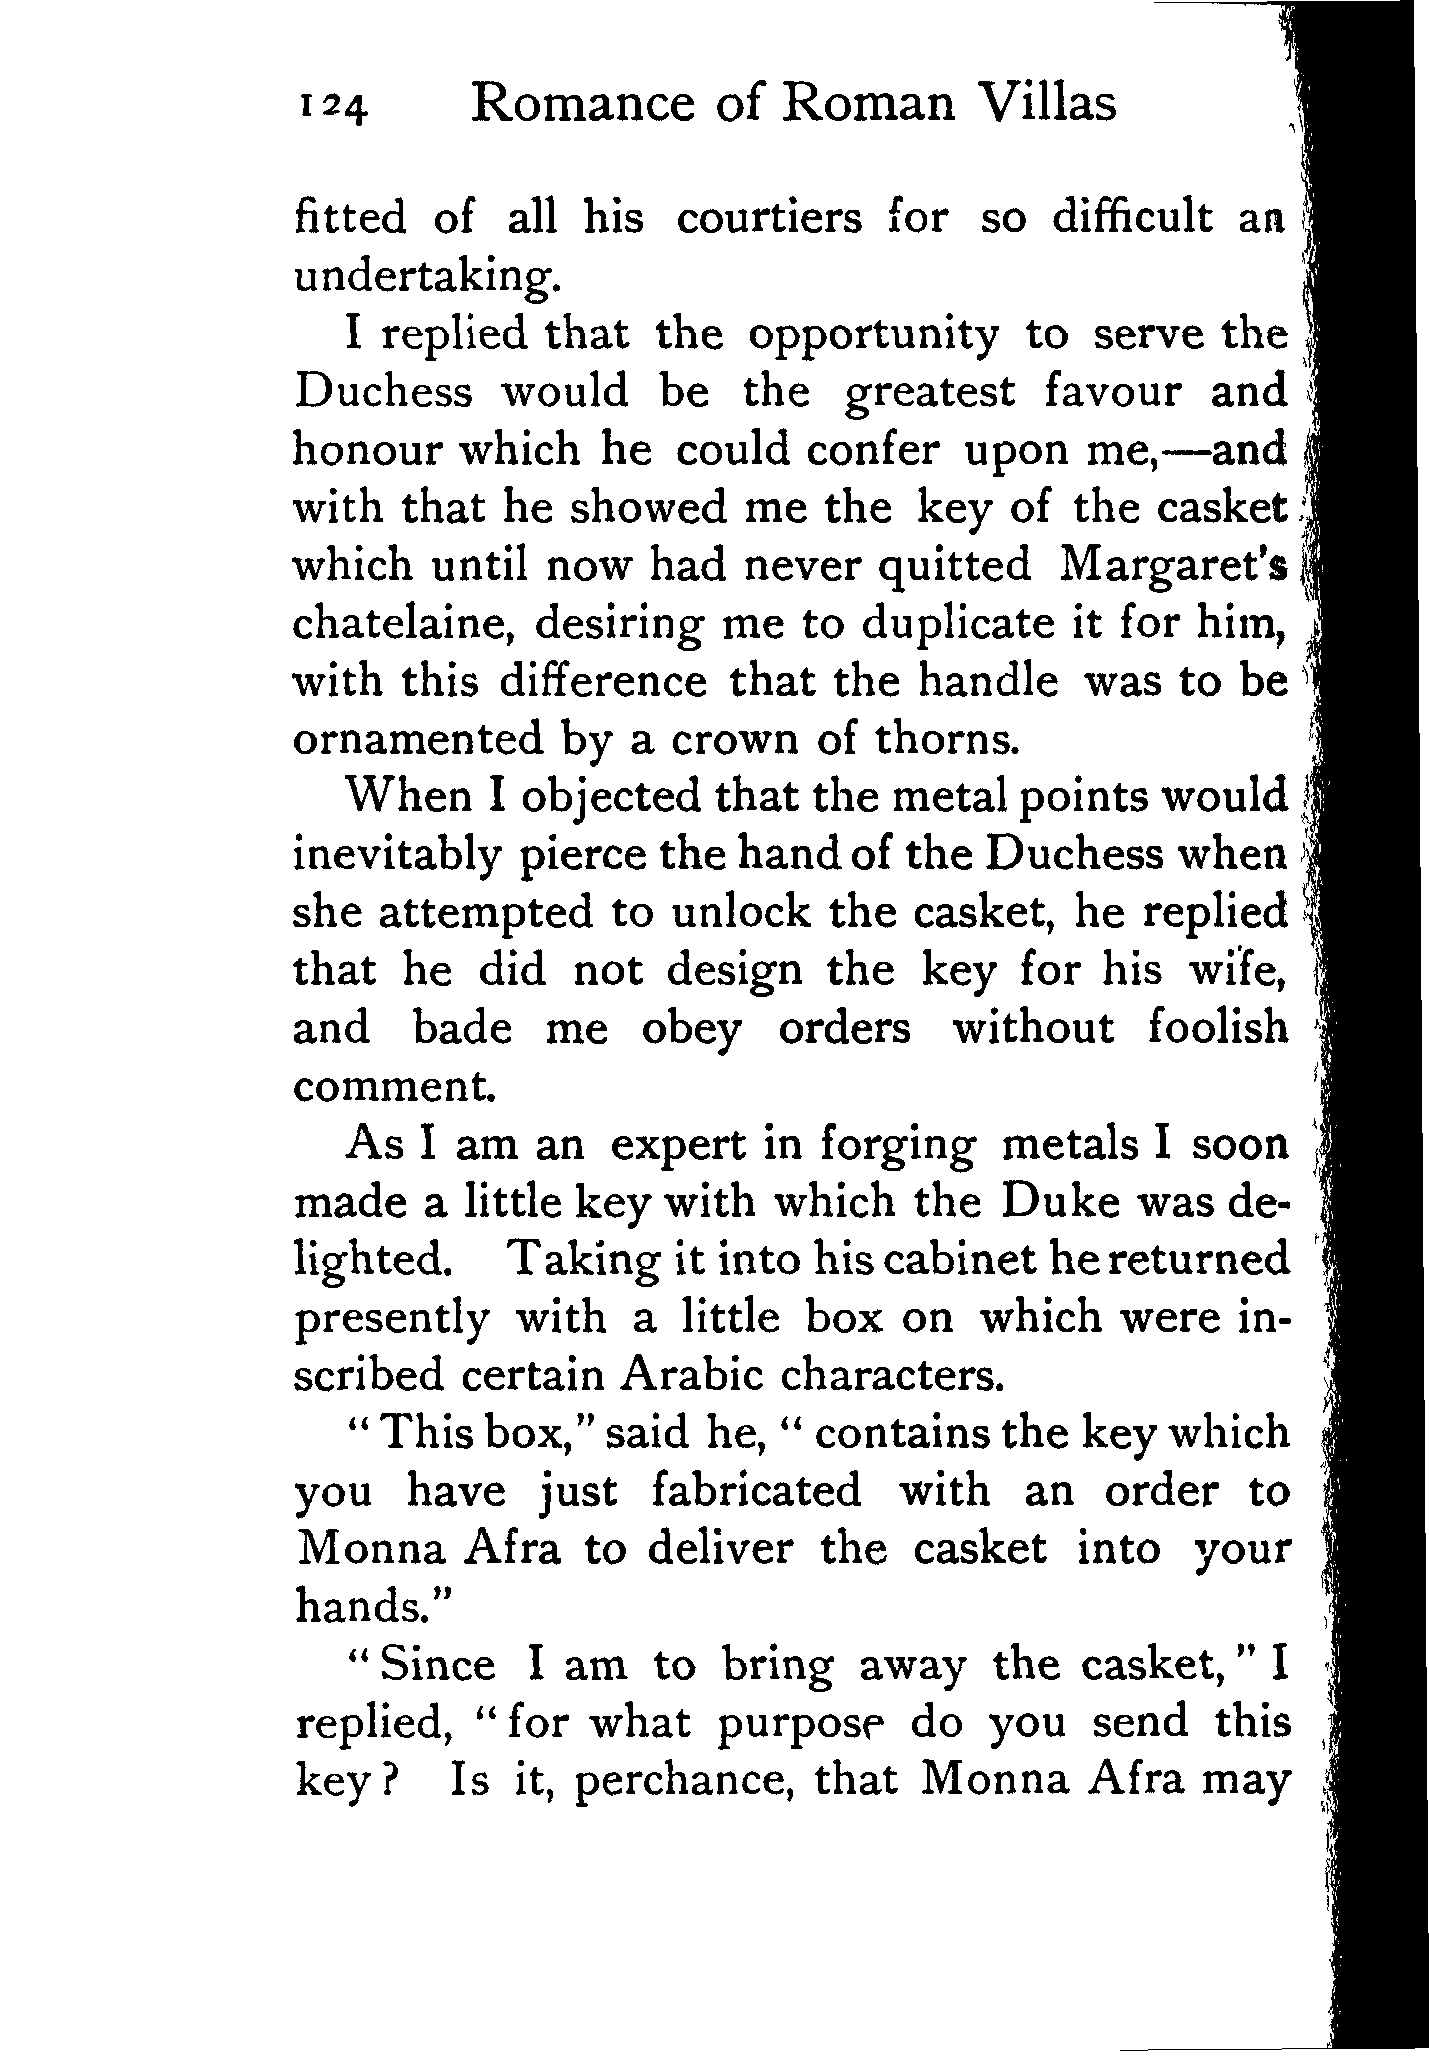 124 Romance of Roman Villas
fitted of all his courtiers for so difficult an
undertaking.
I replied that the opportunity to serve the
Duchess would be the greatest favour and
honour which he could confer upon me,—and
with that he showed me the key of the casket
which until now had never quitted Margaret's
chatelaine, desiring me to duplicate it for him,
with this difference that the handle was to be
ornamented by a crown of thorns.
When I objected that the metal points would
inevitably pierce the hand of the Duchess when
she attempted to unlock the casket, he replied
that he did not design the key for his wife,
and bade me obey orders without foolish
comment.
As I am an expert in forging metals I soon
made a little key with which the Duke was de-
lighted. Taking it into his cabinet he returned
presently with a little box on which were in-
scribed certain Arabic characters.
"This box," said he, "contains the key which
you have just fabricated with an order to
Monna Afra to deliver the casket into your
hands."
"Since I am to bring away the casket," I
replied, "for what purpose do you send this
key? Is it, perchance, that Monna Afra may